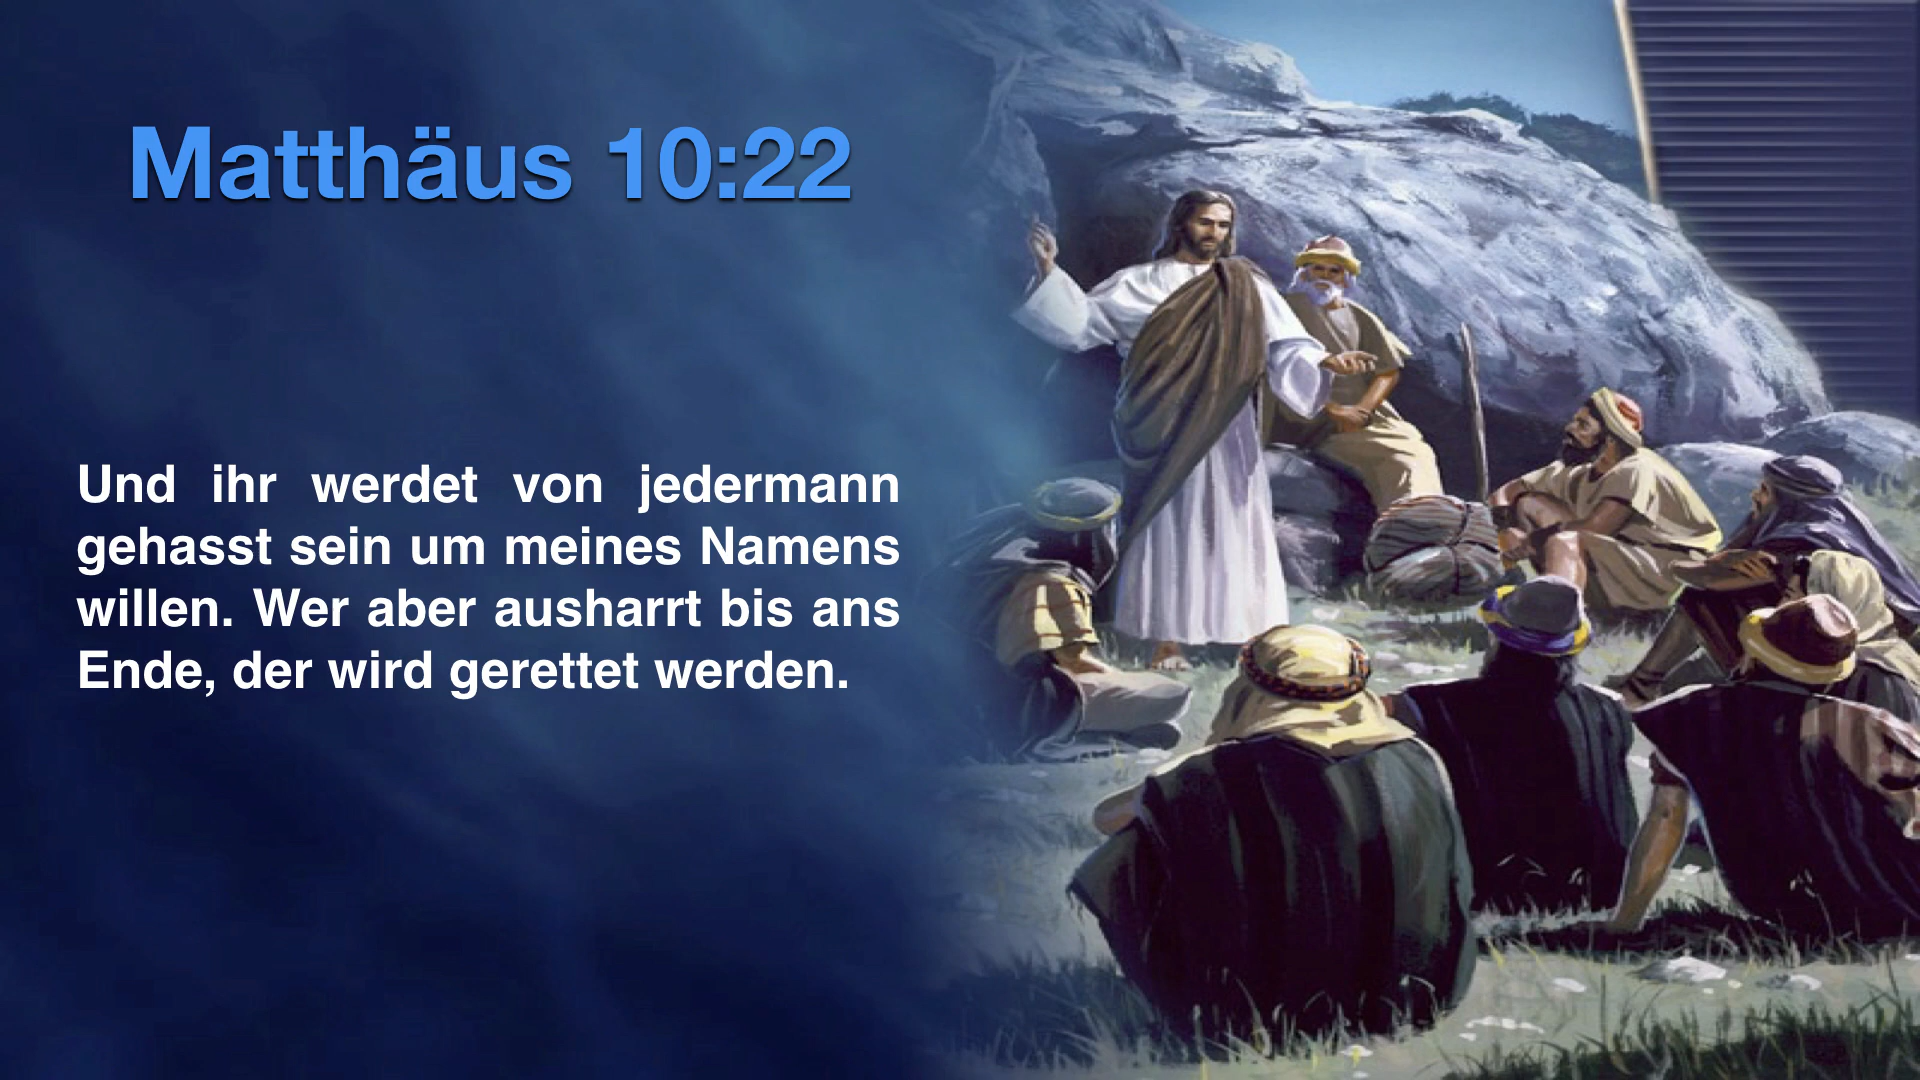 Matthäus 10:22
Und ihr werdet von jedermann
gehasst sein um meines Namens
willen. Wer aber ausharrt bis ans
Ende, der wird gerettet werden.